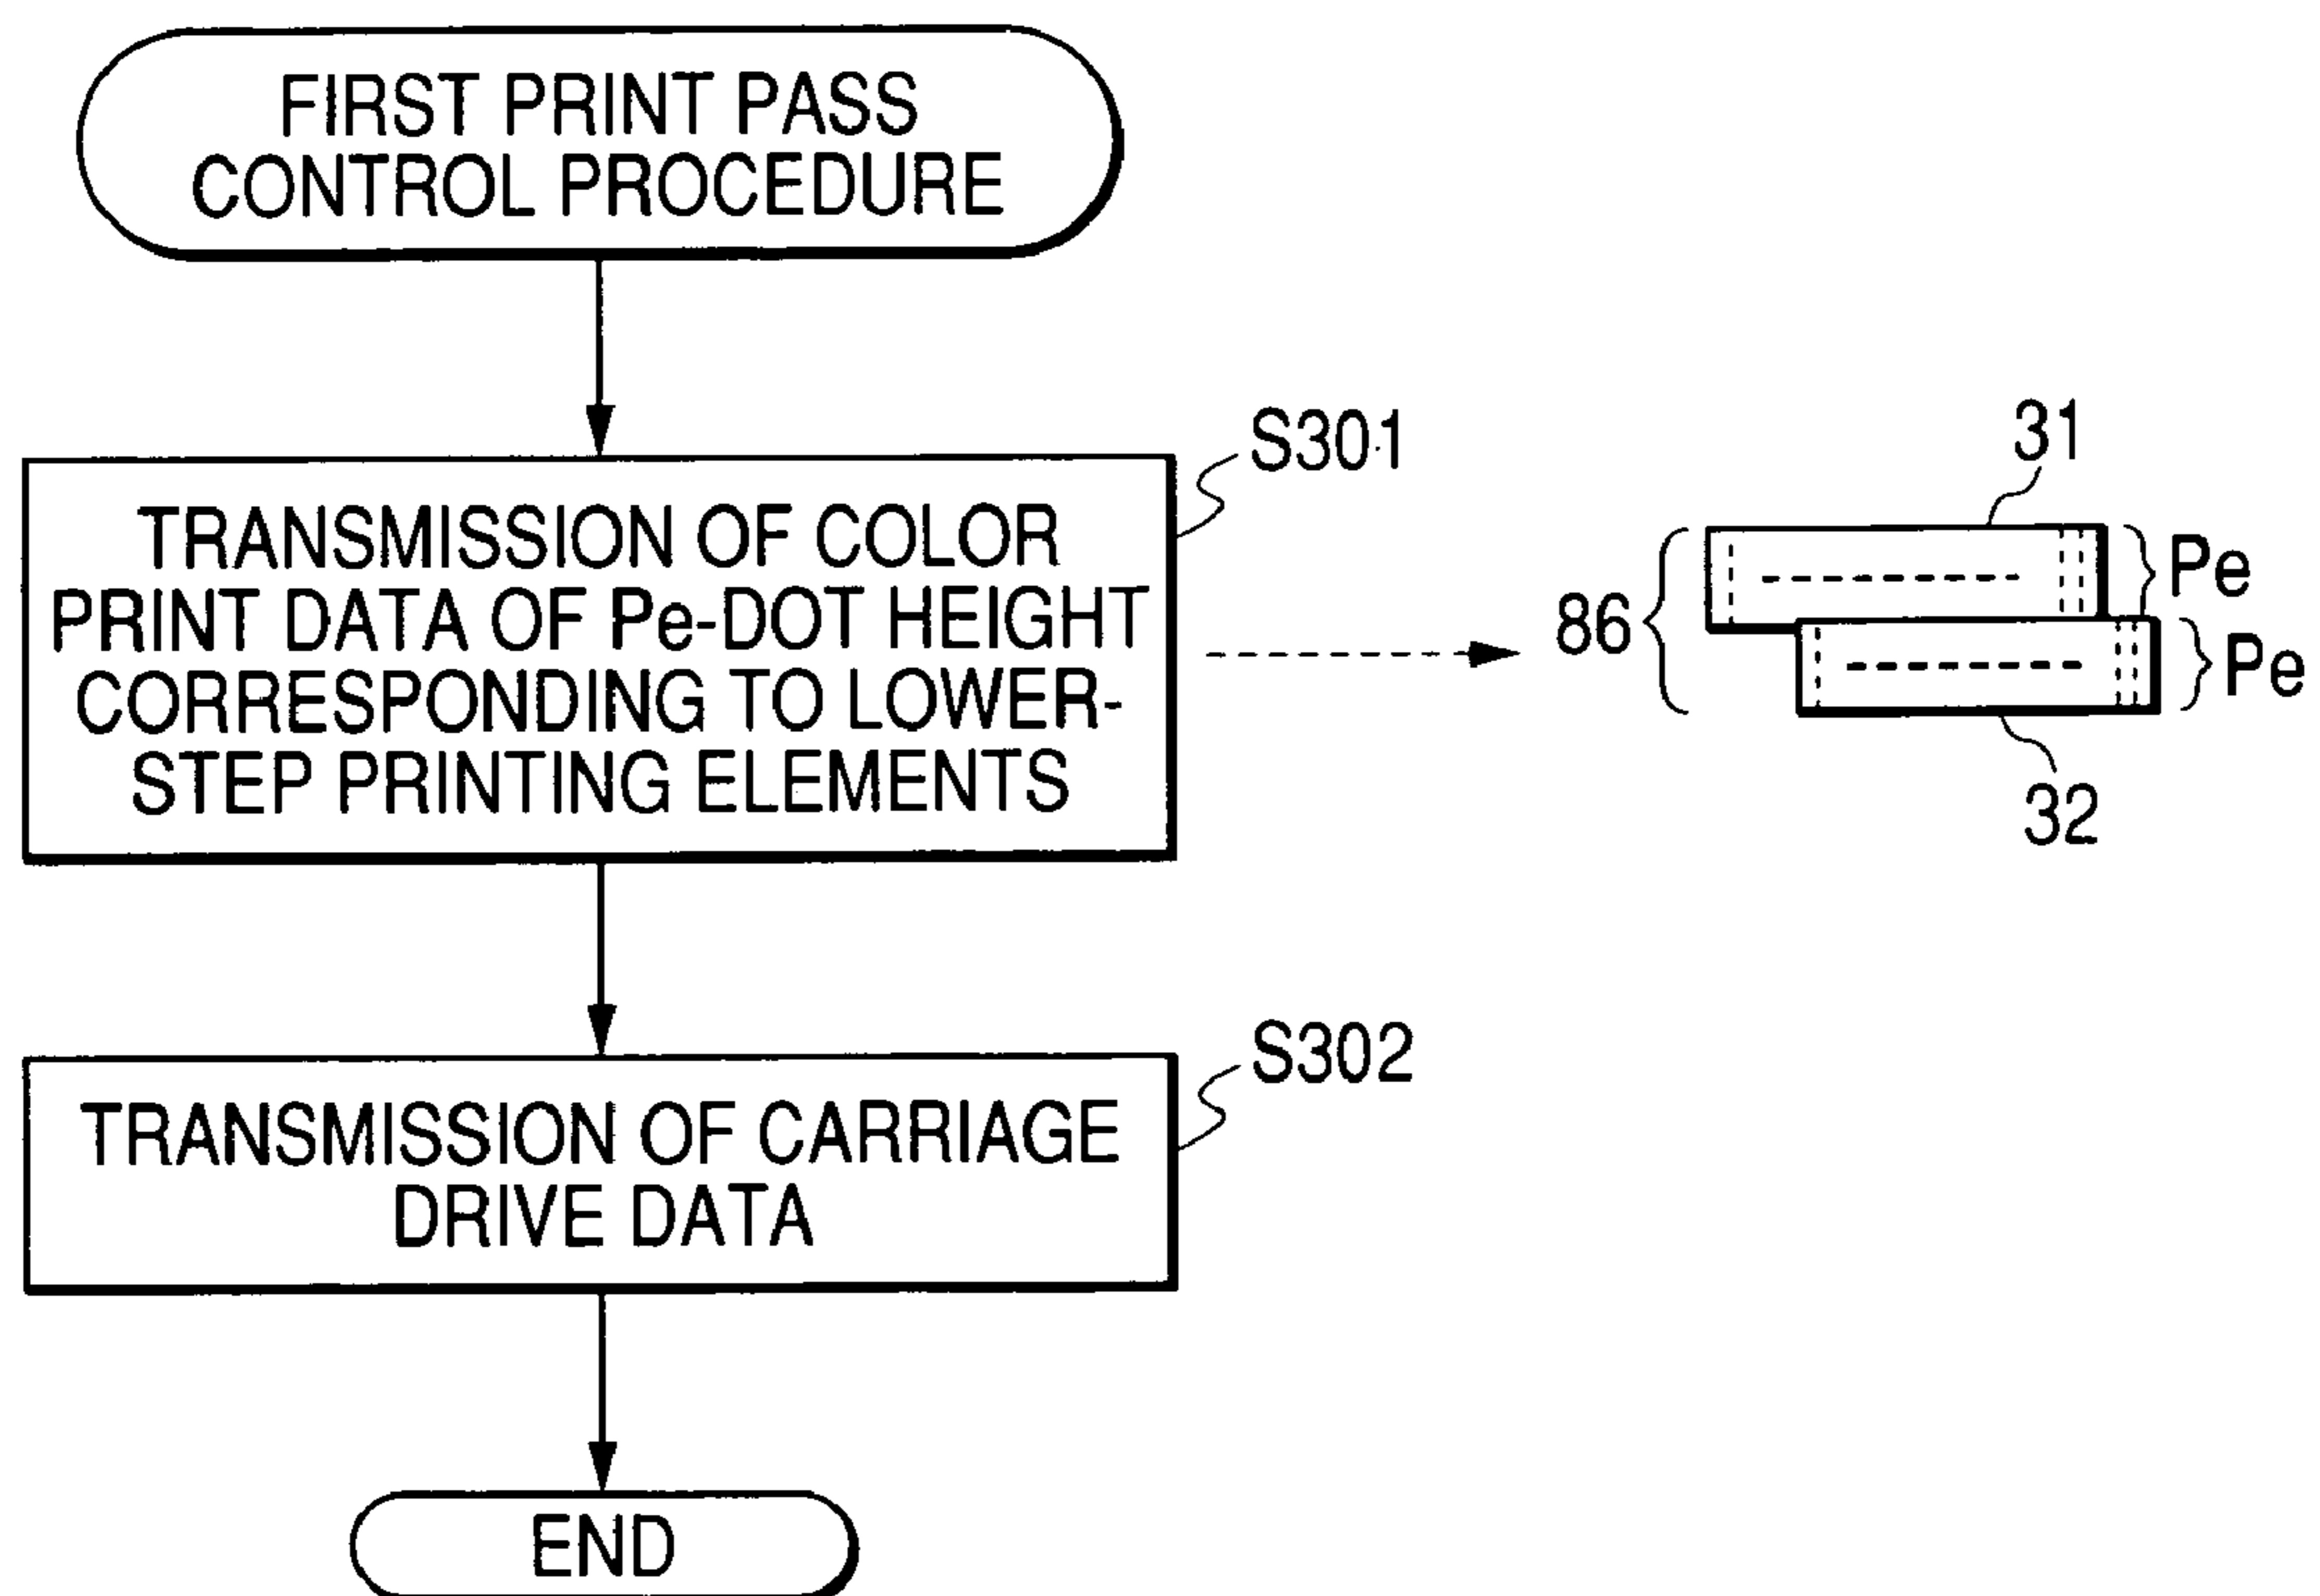 FIRST PRINT PASS
CONTROL PROCEDURE
S301
TRANSMISSION OF COLOR
PRINT DATA OF Pe-DOT HEIGHT
CORRESPONDING TO LOWER-
STEP PRINTING ELEMENTS
31
86
Pe
Pe
32
S302
TRANSMISSION OF CARRIAGE
DRIVE DATA
END